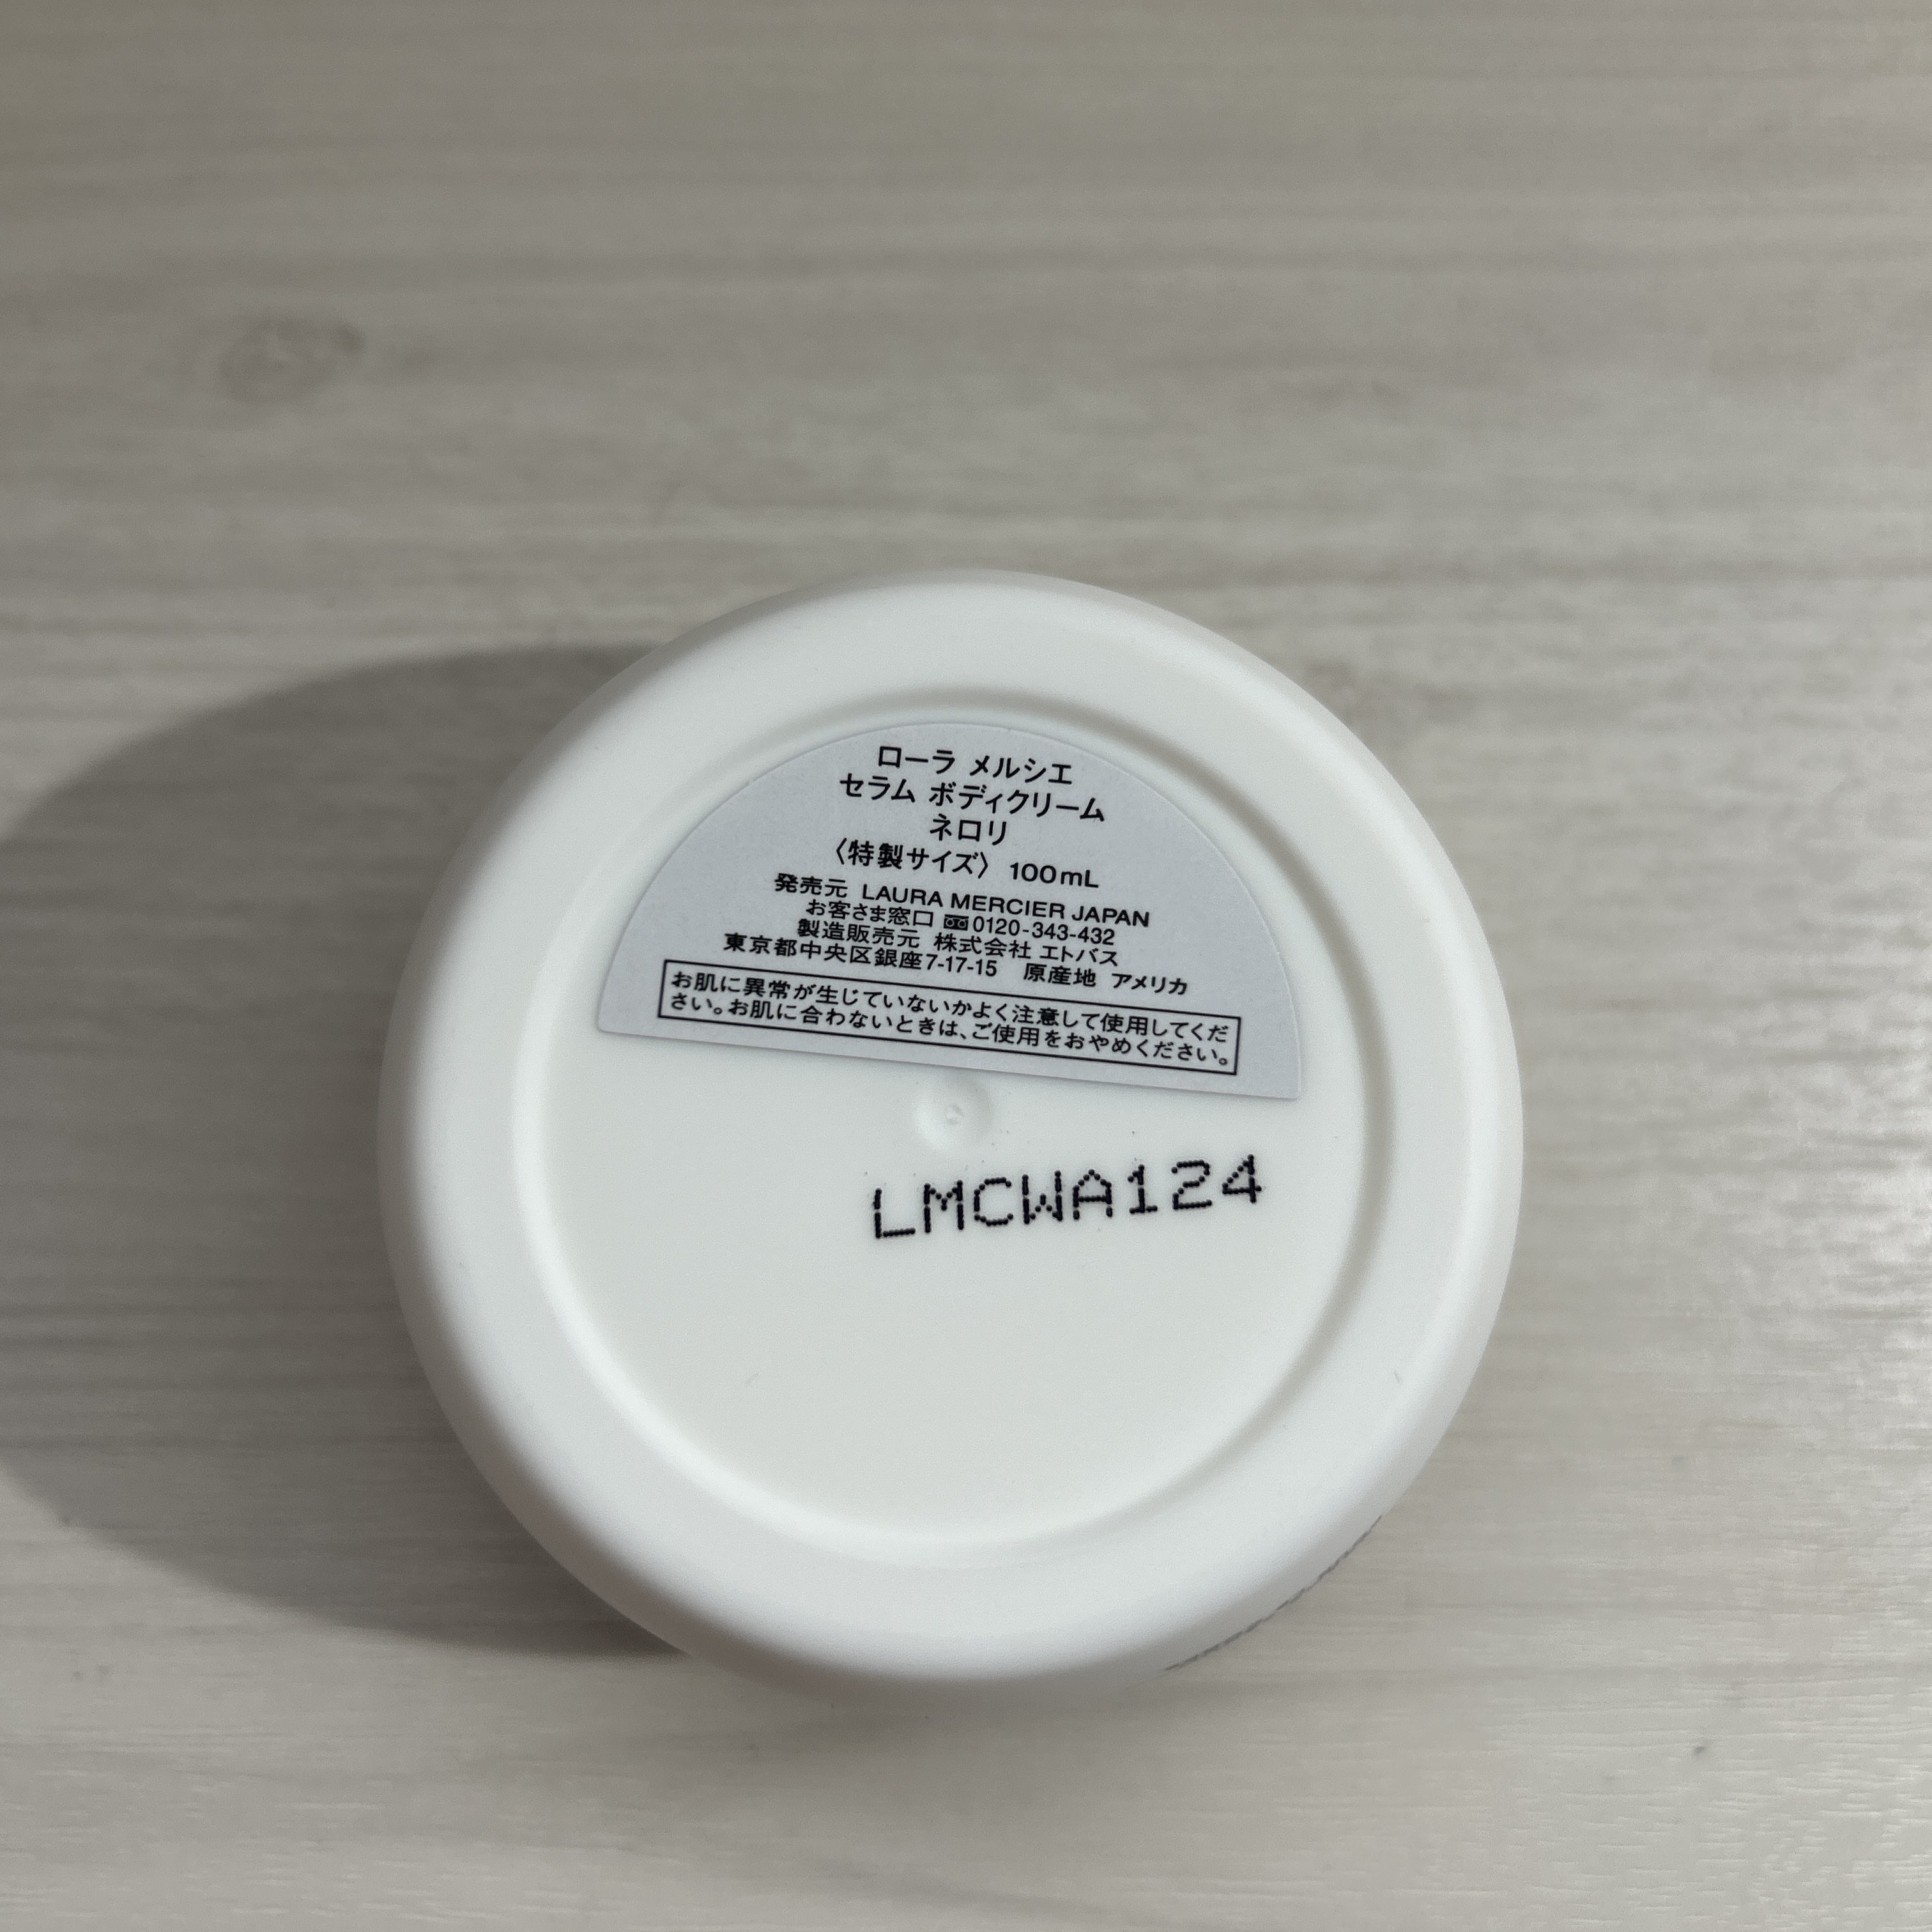 ローラ メルシエ
セラム ボディクリーム
ネロリ
〈特製サイズ〉 100mL
発売元 LAURA MERCIER JAPAN
お客さま窓口 0120-343-432
製造販売元 株式会社 エトバス
東京都中央区銀座7-17-15 原産地 アメリカ
お肌に異常が生じていないかよく注意して使用してくだ
さい。お肌に合わないときは、ご使用をおやめください。
LMCWA124